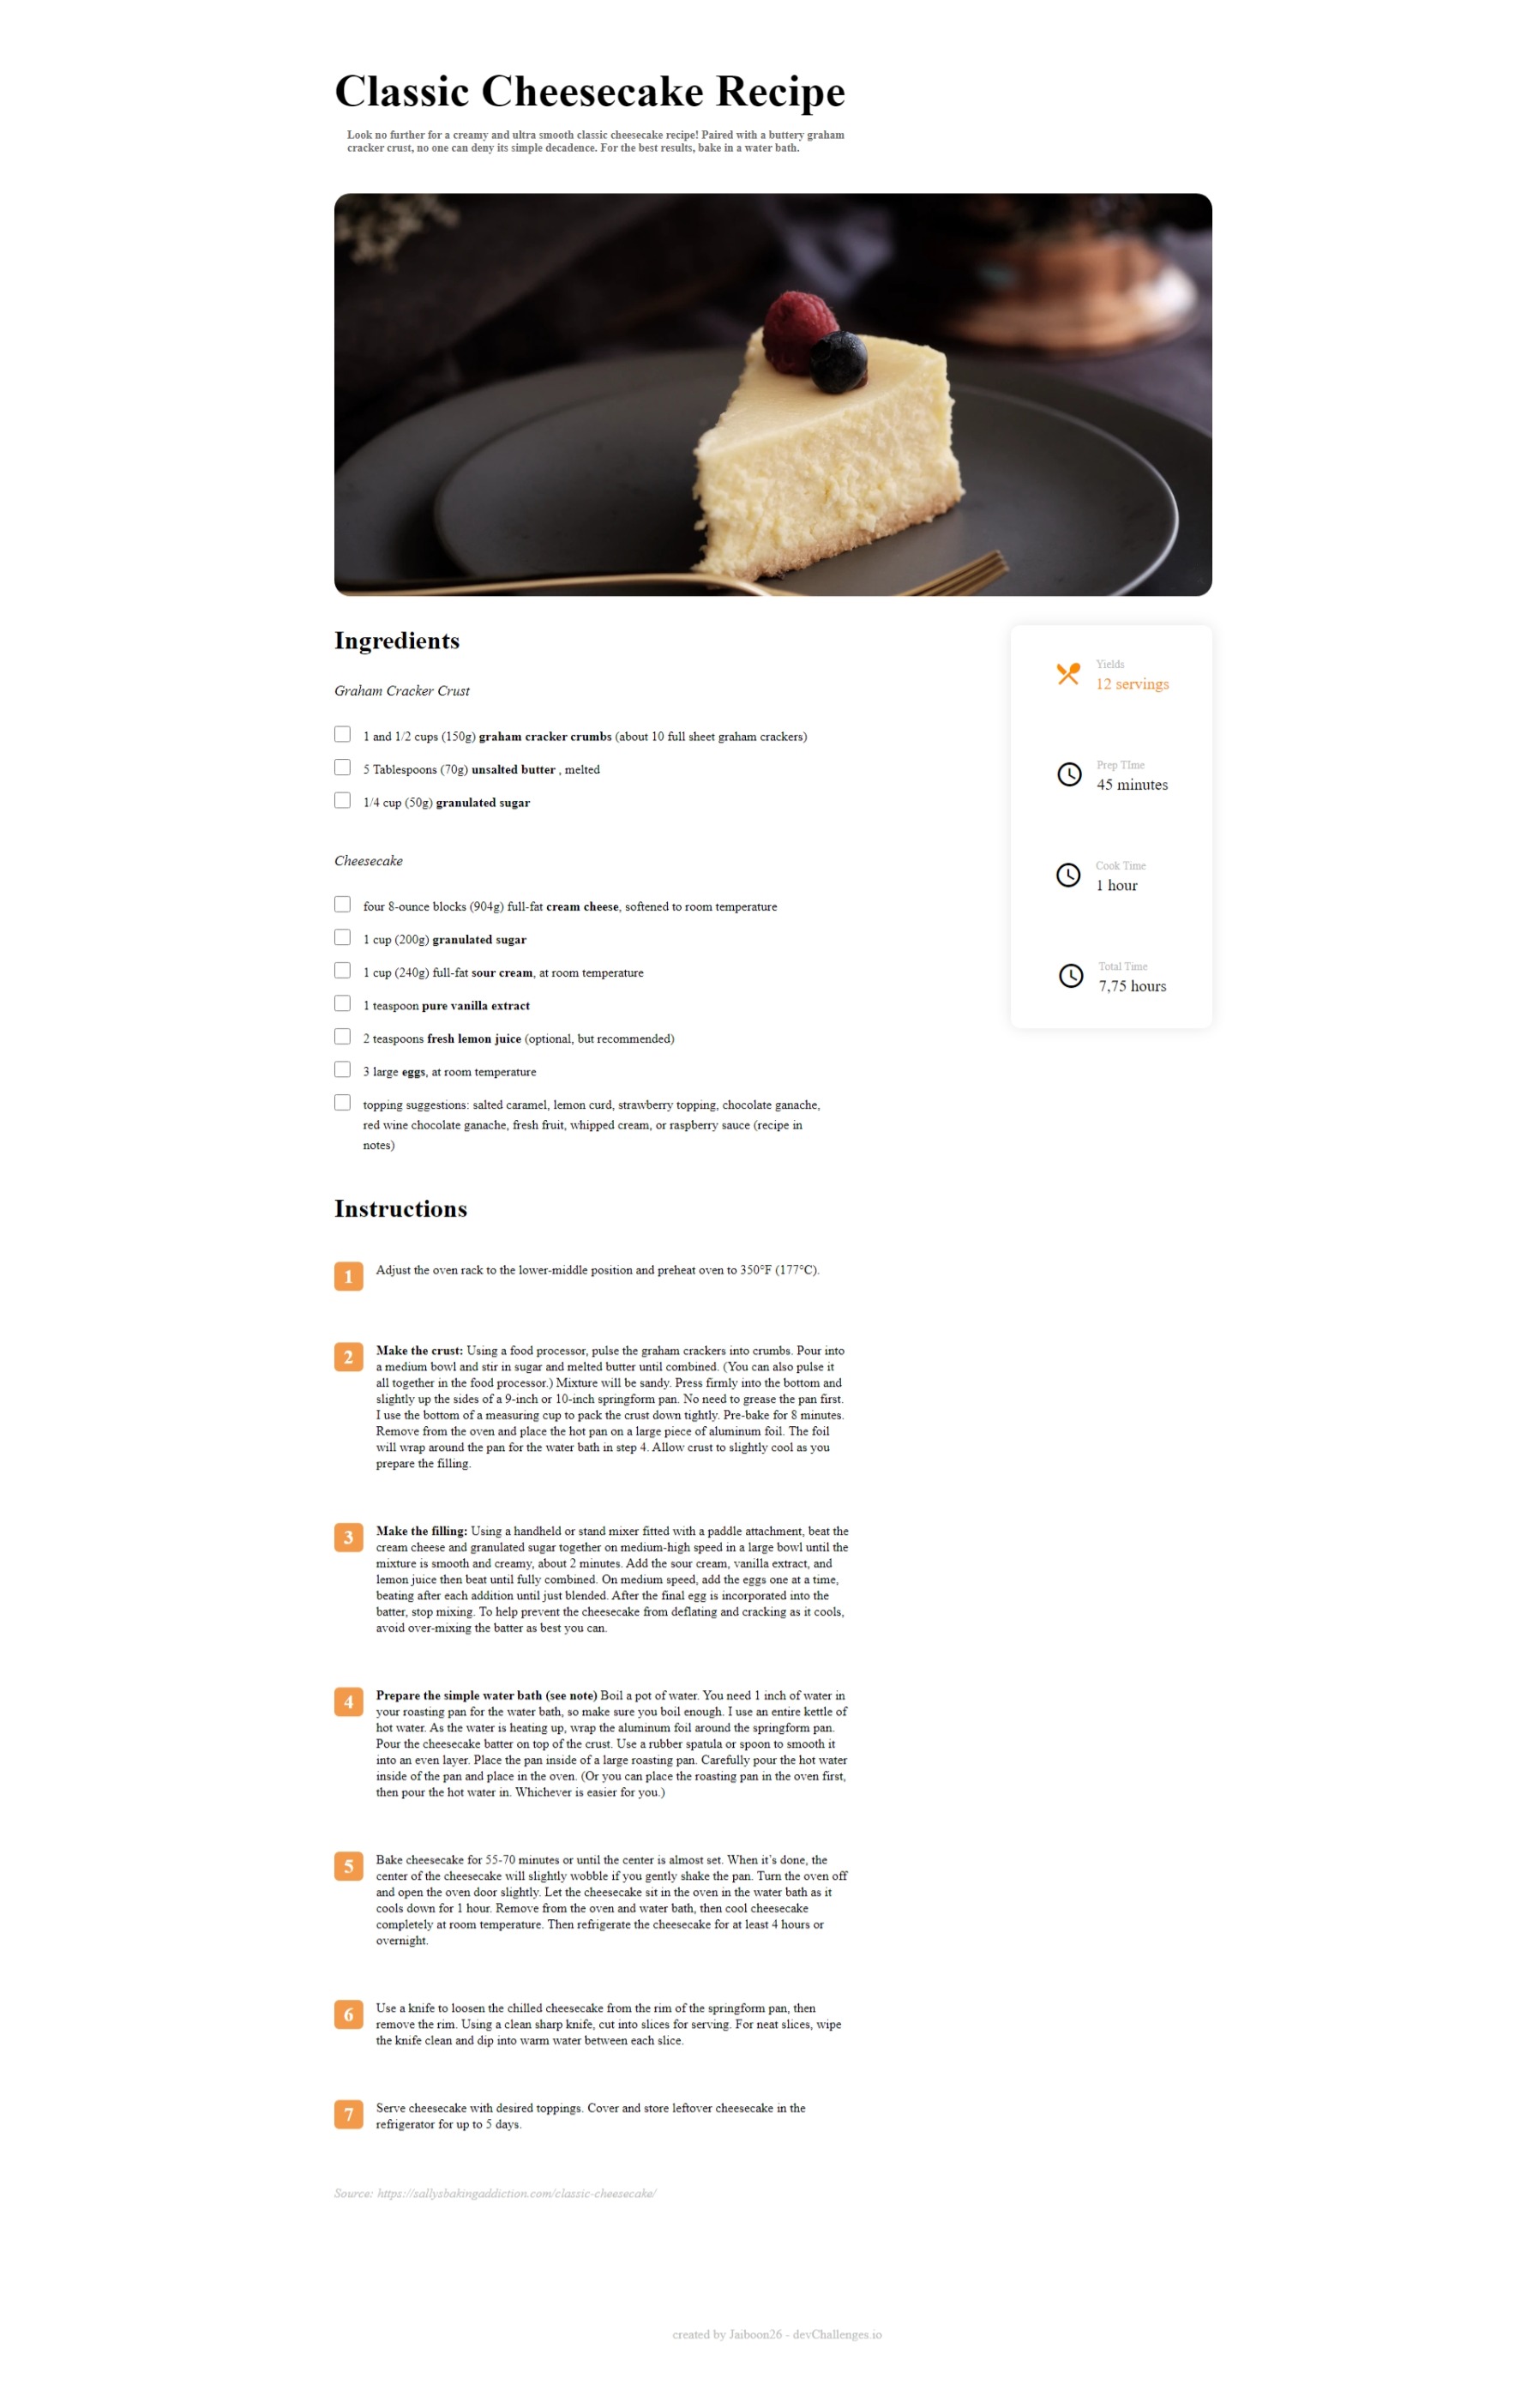 Classic Cheesecake Recipe
Look no further for a creamy and ultra smooth classic cheesecake recipe! Paired with a buttery graham
cracker crust, no one can deny its simple decadence. For the best results, bake in a water bath.
Ingredients
Graham Cracker Crust
1 and 1/2 cups (150g) graham cracker crumbs (about 10 full sheet graham crackers)
5 Tablespoons (70g) unsalted butter , melted
1/4 cup (50g) granulated sugar
Cheesecake
four 8-ounce blocks (904g) full-fat cream cheese, softened to room temperature
1 cup (200g) granulated sugar
1 cup (240g) full-fat sour cream, at room temperature
1 teaspoon pure vanilla extract
2 teaspoons fresh lemon juice (optional, but recommended)
3 large eggs, at room temperature
topping suggestions: salted caramel, lemon curd, strawberry topping, chocolate ganache,
red wine chocolate ganache, fresh fruit, whipped cream, or raspberry sauce (recipe in
notes)
Yields
12 servings
Prep TIme
45 minutes
Cook Time
1 hour
Total Time
7,75 hours
Instructions
1 Adjust the oven rack to the lower-middle position and preheat oven to 350°F (177°C).
2 Make the crust: Using a food processor, pulse the graham crackers into crumbs. Pour into
a medium bowl and stir in sugar and melted butter until combined. (You can also pulse it
all together in the food processor.) Mixture will be sandy. Press firmly into the bottom and
slightly up the sides of a 9-inch or 10-inch springform pan. No need to grease the pan first.
I use the bottom of a measuring cup to pack the crust down tightly. Pre-bake for 8 minutes.
Remove from the oven and place the hot pan on a large piece of aluminum foil. The foil
will wrap around the pan for the water bath in step 4. Allow crust to slightly cool as you
prepare the filling.
3 Make the filling: Using a handheld or stand mixer fitted with a paddle attachment, beat the
cream cheese and granulated sugar together on medium-high speed in a large bowl until the
mixture is smooth and creamy, about 2 minutes. Add the sour cream, vanilla extract, and
lemon juice then beat until fully combined. On medium speed, add the eggs one at a time,
beating after each addition until just blended. After the final egg is incorporated into the
batter, stop mixing. To help prevent the cheesecake from deflating and cracking as it cools,
avoid over-mixing the batter as best you can.
4 Prepare the simple water bath (see note) Boil a pot of water. You need 1 inch of water in
your roasting pan for the water bath, so make sure you boil enough. I use an entire kettle of
hot water. As the water is heating up, wrap the aluminum foil around the springform pan.
Pour the cheesecake batter on top of the crust. Use a rubber spatula or spoon to smooth it
into an even layer. Place the pan inside of a large roasting pan. Carefully pour the hot water
inside of the pan and place in the oven. (Or you can place the roasting pan in the oven first,
then pour the hot water in. Whichever is easier for you.)
5 Bake cheesecake for 55-70 minutes or until the center is almost set. When it's done, the
center of the cheesecake will slightly wobble if you gently shake the pan. Turn the oven off
and open the oven door slightly. Let the cheesecake sit in the oven in the water bath as it
cools down for 1 hour. Remove from the oven and water bath, then cool cheesecake
completely at room temperature. Then refrigerate the cheesecake for at least 4 hours or
overnight.
6 Use a knife to loosen the chilled cheesecake from the rim of the springform pan, then
remove the rim. Using a clean sharp knife, cut into slices for serving. For neat slices, wipe
the knife clean and dip into warm water between each slice.
7 Serve cheesecake with desired toppings. Cover and store leftover cheesecake in the
refrigerator for up to 5 days.
Source: https://sallysbakingaddiction.com/classic-cheesecake/
created by Jaiboon26 - devChallenges.io